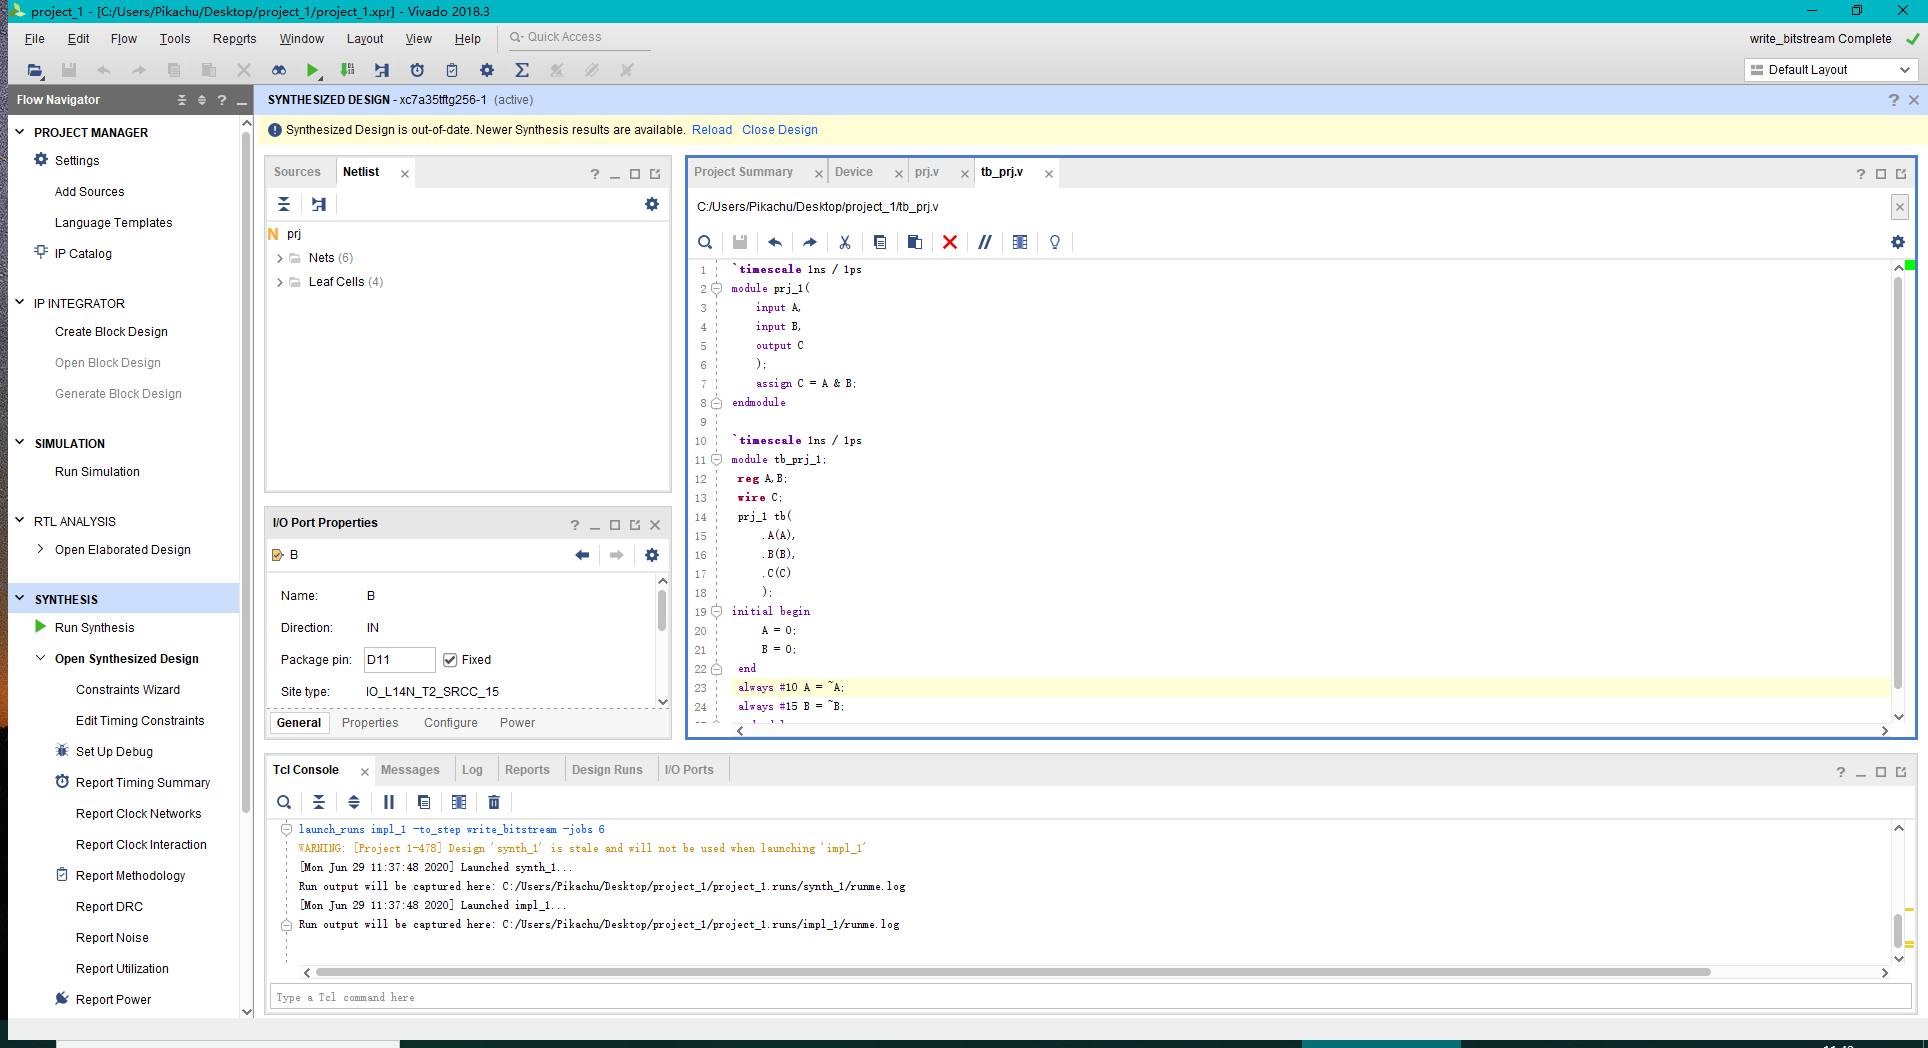 project_1 - [C:/Users/Pikachu/Desktop/project_1/project_1.xpr] - Vivado 2018.3
File Edit Flow Tools Reports Window Layout View Help Quick Access
write_bitstream Complete
Default Layout
Flow Navigator
PROJECT MANAGER
Settings
Add Sources
Language Templates
IP Catalog
IP INTEGRATOR
Create Block Design
Open Block Design
Generate Block Design
SIMULATION
Run Simulation
RTL ANALYSIS
Open Elaborated Design
SYNTHESIS
Run Synthesis
Open Synthesized Design
Constraints Wizard
Edit Timing Constraints
Set Up Debug
Report Timing Summary
Report Clock Networks
Report Clock Interaction
Report Methodology
Report DRC
Report Noise
Report Utilization
Report Power
SYNTHESIZED DESIGN - xc7a35tftg256-1 (active)
Synthesized Design is out-of-date. Newer Synthesis results are available. Reload Close Design
Sources Netlist
N prj
Nets (6)
Leaf Cells (4)
I/O Port Properties
B
Name: B
Direction: IN
Package pin: D11 Fixed
Site type: IO_L14N_T2_SRCC_15
General Properties Configure Power
Project Summary Device prj.v tb_prj.v
C:/Users/Pikachu/Desktop/project_1/tb_prj.v
1 `timescale 1ns / 1ps
2 module prj_1(
3 input A,
4 input B,
5 output C
6 );
7 assign C = A & B;
8 endmodule
9
10 `timescale 1ns / 1ps
11 module tb_prj_1;
12 reg A,B;
13 wire C;
14 prj_1 tb(
15 .A(A),
16 .B(B),
17 .C(C)
18 );
19 initial begin
20 A = 0;
21 B = 0;
22 end
23 always #10 A = ~A;
24 always #15 B = ~B;
Tcl Console Messages Log Reports Design Runs I/O Ports
launch_runs impl_1 -to_step write_bitstream -jobs 6
WARNING: [Project 1-478] Design 'synth_1' is stale and will not be used when launching 'impl_1'
[Mon Jun 29 11:37:48 2020] Launched synth_1...
Run output will be captured here: C:/Users/Pikachu/Desktop/project_1/project_1.runs/synth_1/runme.log
[Mon Jun 29 11:37:48 2020] Launched impl_1...
Run output will be captured here: C:/Users/Pikachu/Desktop/project_1/project_1.runs/impl_1/runme.log
Type a Tcl command here